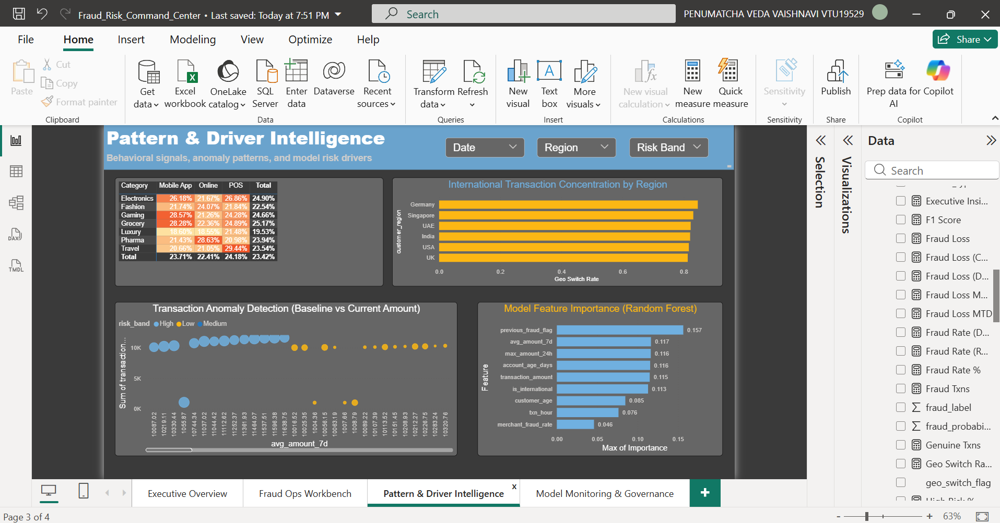 Fraud_Risk_Command_Center • Last saved: Today at 7:51 PM
Search
PENUMATCHA VEDA VAISHNAVI VTU19529
File Home Insert Modeling View Optimize Help
Share
Paste
Cut
Copy
Format painter
Clipboard
Get data
Excel workbook
OneLake catalog
SQL Server
Enter data
Dataverse
Recent sources
Data
Transform data
Refresh
Queries
New visual
Text box
More visuals
Insert
New visual calculation
New measure
Quick measure
Calculations
Sensitivity
Sensitivity
Publish
Share
Prep data for AI
Copilot
Copilot
DAX
TMDL
Pattern & Driver Intelligence
Behavioral signals, anomaly patterns, and model risk drivers
Date
Region
Risk Band
Category Mobile App Online POS Total
Electronics 26.18% 21.67% 26.86% 24.90%
Fashion 21.74% 24.07% 21.84% 22.54%
Gaming 28.57% 21.26% 24.28% 24.66%
Grocery 28.28% 22.36% 24.89% 25.17%
Luxury 18.60% 18.55% 21.48% 19.53%
Pharma 21.43% 28.63% 20.98% 23.94%
Travel 20.66% 21.05% 29.44% 23.54%
Total 23.71% 22.41% 24.18% 23.42%
International Transaction Concentration by Region
customer_region
Germany
Singapore
UAE
India
USA
UK
0.0 0.2 0.4 0.6 0.8
Geo Switch Rate
Transaction Anomaly Detection (Baseline vs Current Amount)
risk_band High Low Medium
Sum of transaction...
10K
5K
0K
10087.02 10219.11 10330.44 1055.87 10744.34 11037.02 11044.42 11112.62 11252.37 11361.93 11464.07 11537.51 11596.38 11638.75 10016.52 10025.35 1004.36 10056.15 10063.19 1007.66 1008.79 10089.22 10107.39 10113.52 10151.45 10208.93 10212.27 10226.75 10283.24 10320.76
avg_amount_7d
Model Feature Importance (Random Forest)
Feature
previous_fraud_flag 0.157
avg_amount_7d 0.117
max_amount_24h 0.116
account_age_days 0.116
transaction_amount 0.115
is_international 0.113
customer_age 0.085
txn_hour 0.076
merchant_fraud_rate 0.046
0.00 0.05 0.10 0.15
Max of Importance
Selection
Visualizations
Data
Search
Executive Insi...
F1 Score
Fraud Loss
Fraud Loss (C...
Fraud Loss (D...
Fraud Loss M...
Fraud Loss MTD
Fraud Rate (D...
Fraud Rate (R...
Fraud Rate %
Fraud Txns
fraud_label
fraud_probabi...
Genuine Txns
Geo Switch Ra...
geo_switch_flag
Executive Overview
Fraud Ops Workbench
Pattern & Driver Intelligence
x
Model Monitoring & Governance
+
Page 3 of 4
- + 63%